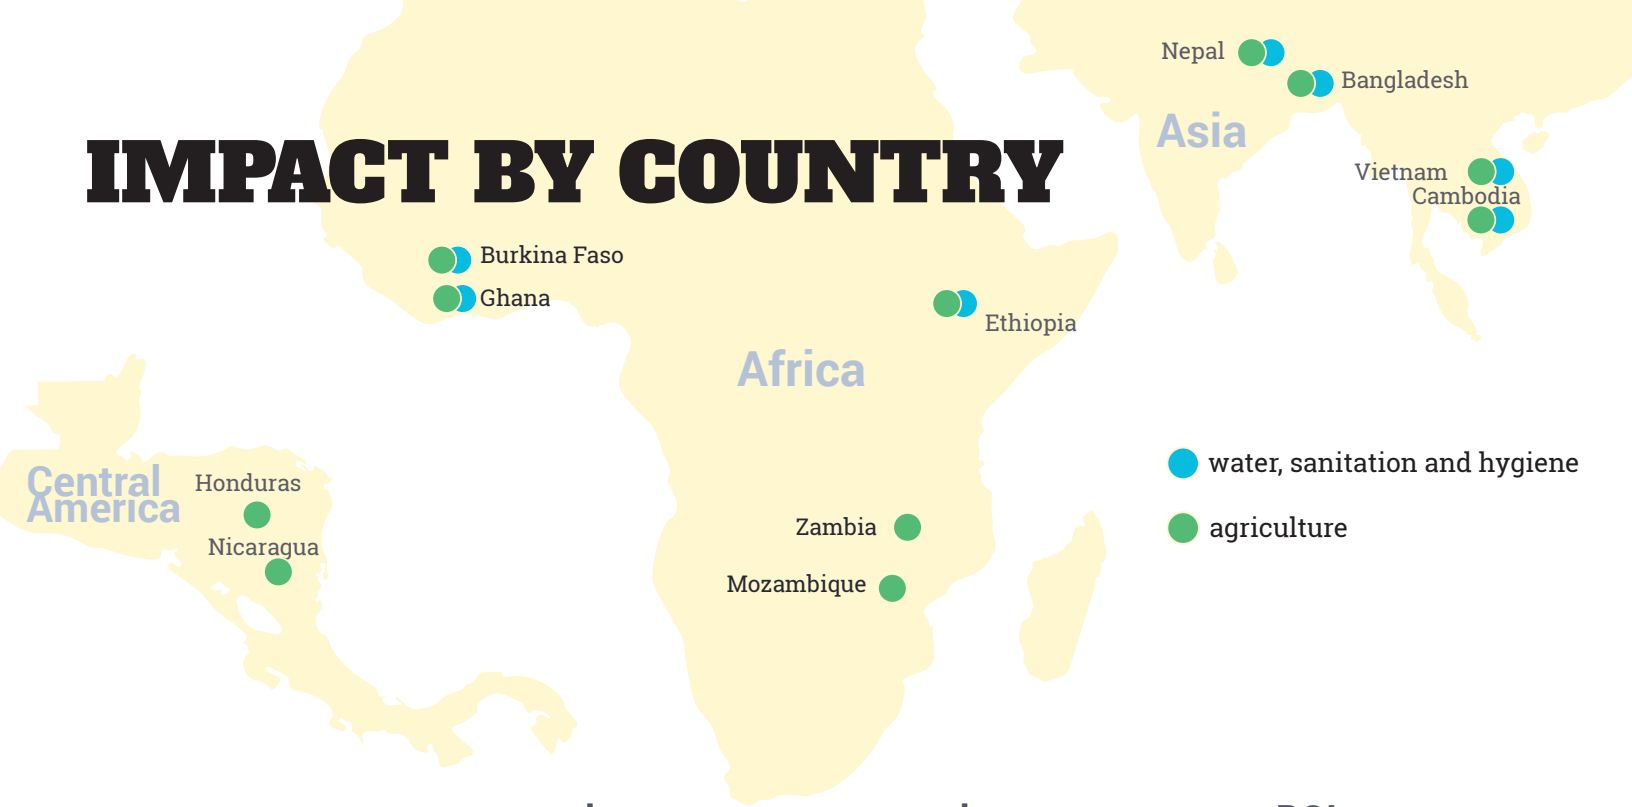 Nepal
Bangladesh
Asia
IMPACT BY COUNTRY
Vietnam
Cambodia
Burkina Faso
Ghana
Ethiopia
Africa
Central
America
Honduras
Nicaragua
Zambia
Mozambique
water, sanitation and hygiene
agriculture